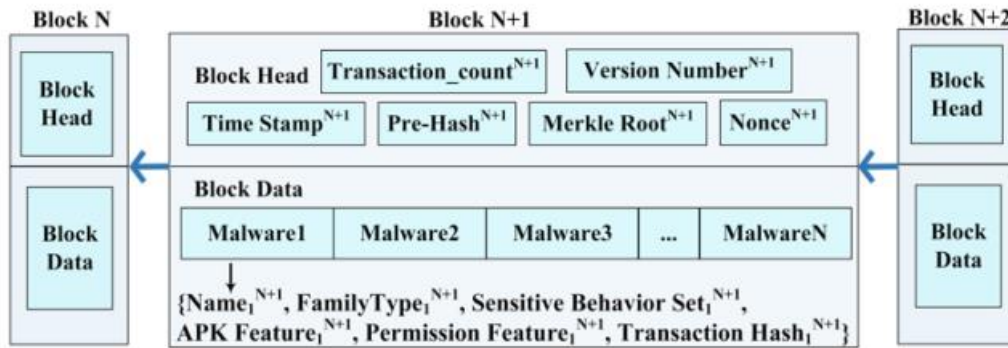 Block N
Block N+1
Block N+2
Block Head
Block Data
Block Head
Transaction_count^N+1
Version Number^N+1
Time Stamp^N+1
Pre-Hash^N+1
Merkle Root^N+1
Nonce^N+1
Block Data
Malware1
Malware2
Malware3
...
MalwareN
{Name₁^N+1, FamilyType₁^N+1, Sensitive Behavior Set₁^N+1,
APK Feature₁^N+1, Permission Feature₁^N+1, Transaction Hash₁^N+1}
Block Head
Block Data